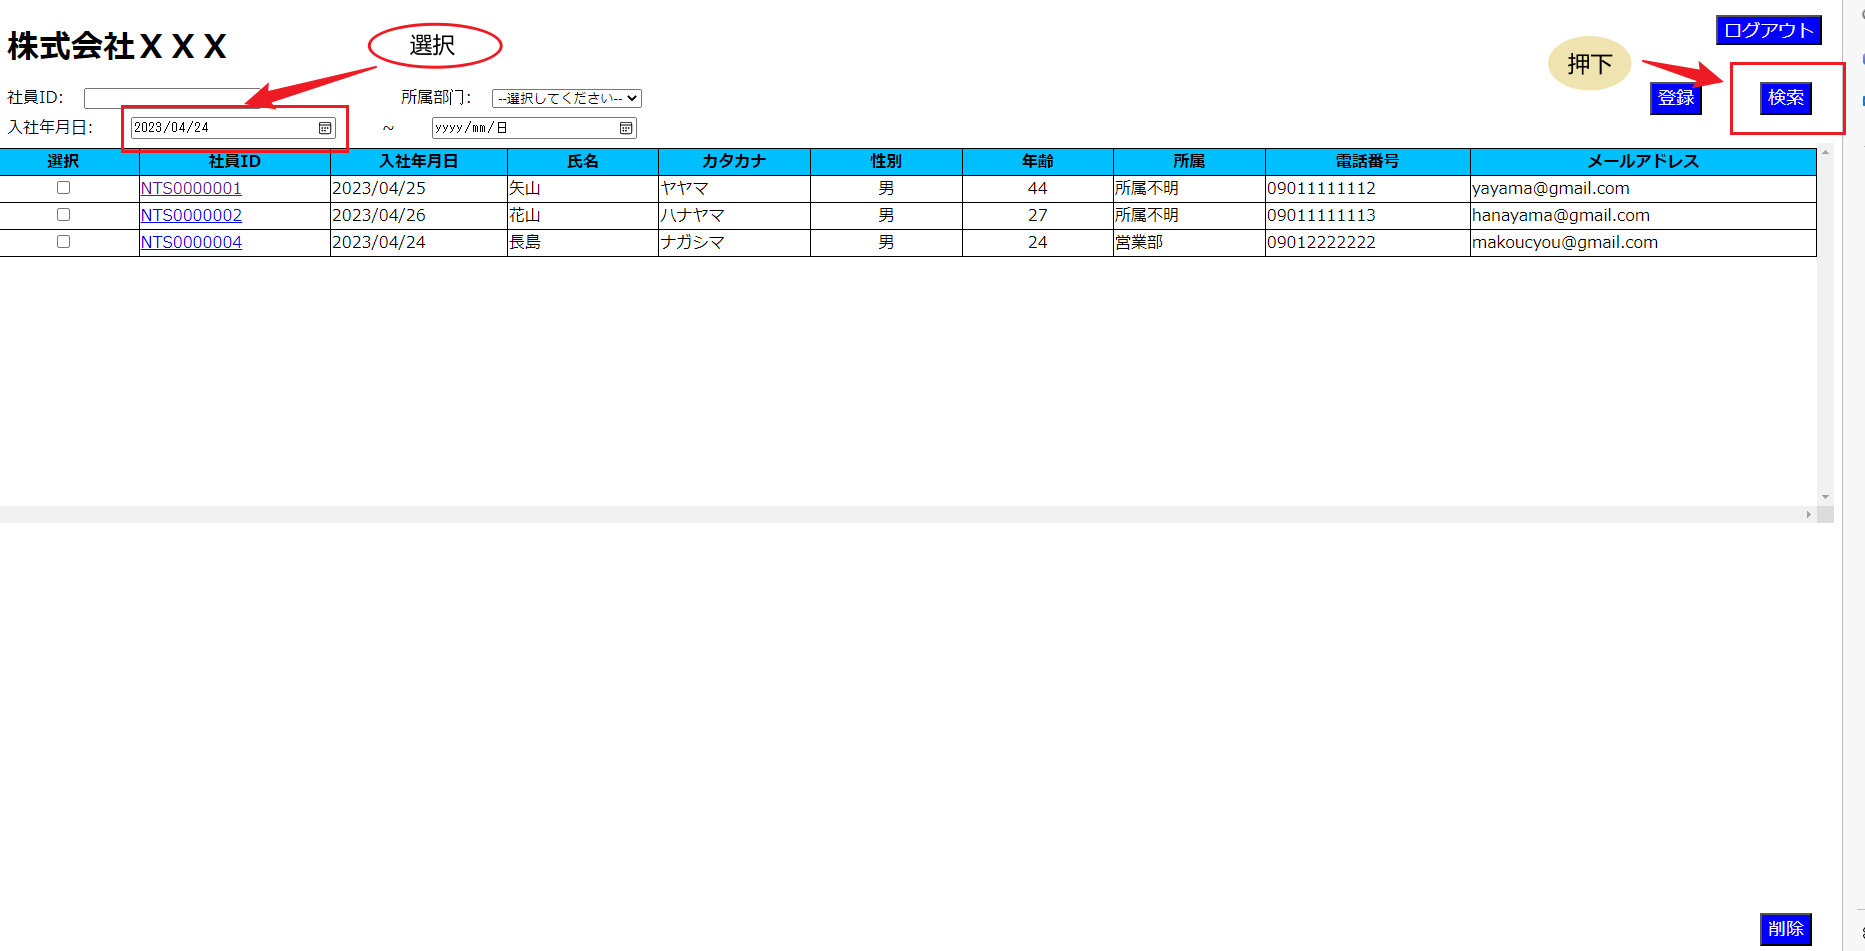 株式会社ＸＸＸ
選択
ログアウト
押下
社員ID：
所属部门：
--選択してください--
登録
検索
入社年月日：
2023/04/24
~
yyyy/mm/日
選択 社員ID 入社年月日 氏名 カタカナ 性別 年齢 所属 電話番号 メールアドレス
NTS0000001 2023/04/25 矢山 ヤヤマ 男 44 所属不明 09011111112 yayama@gmail.com
NTS0000002 2023/04/26 花山 ハナヤマ 男 27 所属不明 09011111113 hanayama@gmail.com
NTS0000004 2023/04/24 長島 ナガシマ 男 24 営業部 09012222222 makoucyou@gmail.com
削除